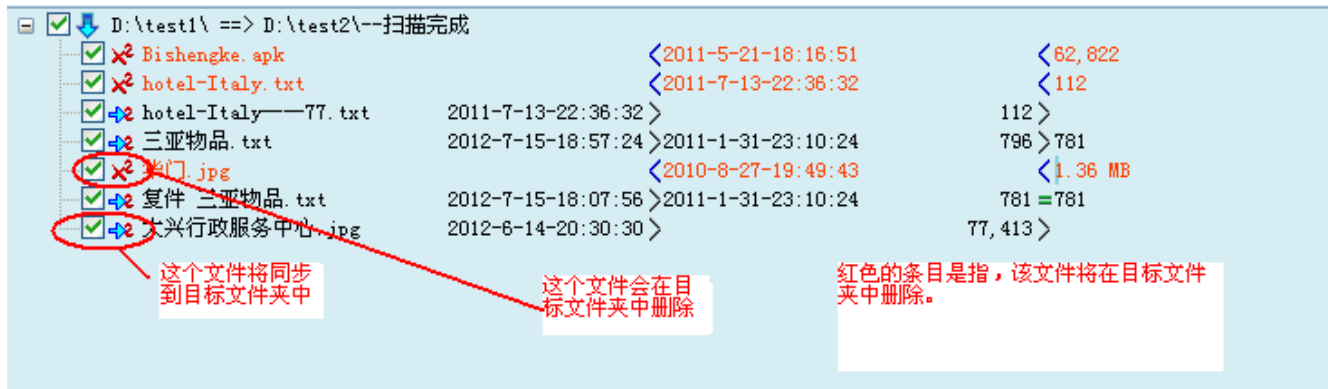 D:\test1\ ==> D:\test2\--扫描完成
Bishengke.apk <2011-5-21-18:16:51 <62,822
hotel-Italy.txt <2011-7-13-22:36:32 <112
hotel-Italy——77.txt 2011-7-13-22:36:32> 112>
三亚物品.txt 2012-7-15-18:57:24>2011-1-31-23:10:24 796>781
门.jpg <2010-8-27-19:49:43 <1.36 MB
复件 三亚物品.txt 2012-7-15-18:07:56>2011-1-31-23:10:24 781=781
大兴行政服务中心.jpg 2012-6-14-20:30:30> 77,413>
这个文件将同步
到目标文件夹中
这个文件会在目
标文件夹中删除
红色的条目是指，该文件将在目标文件
夹中删除。